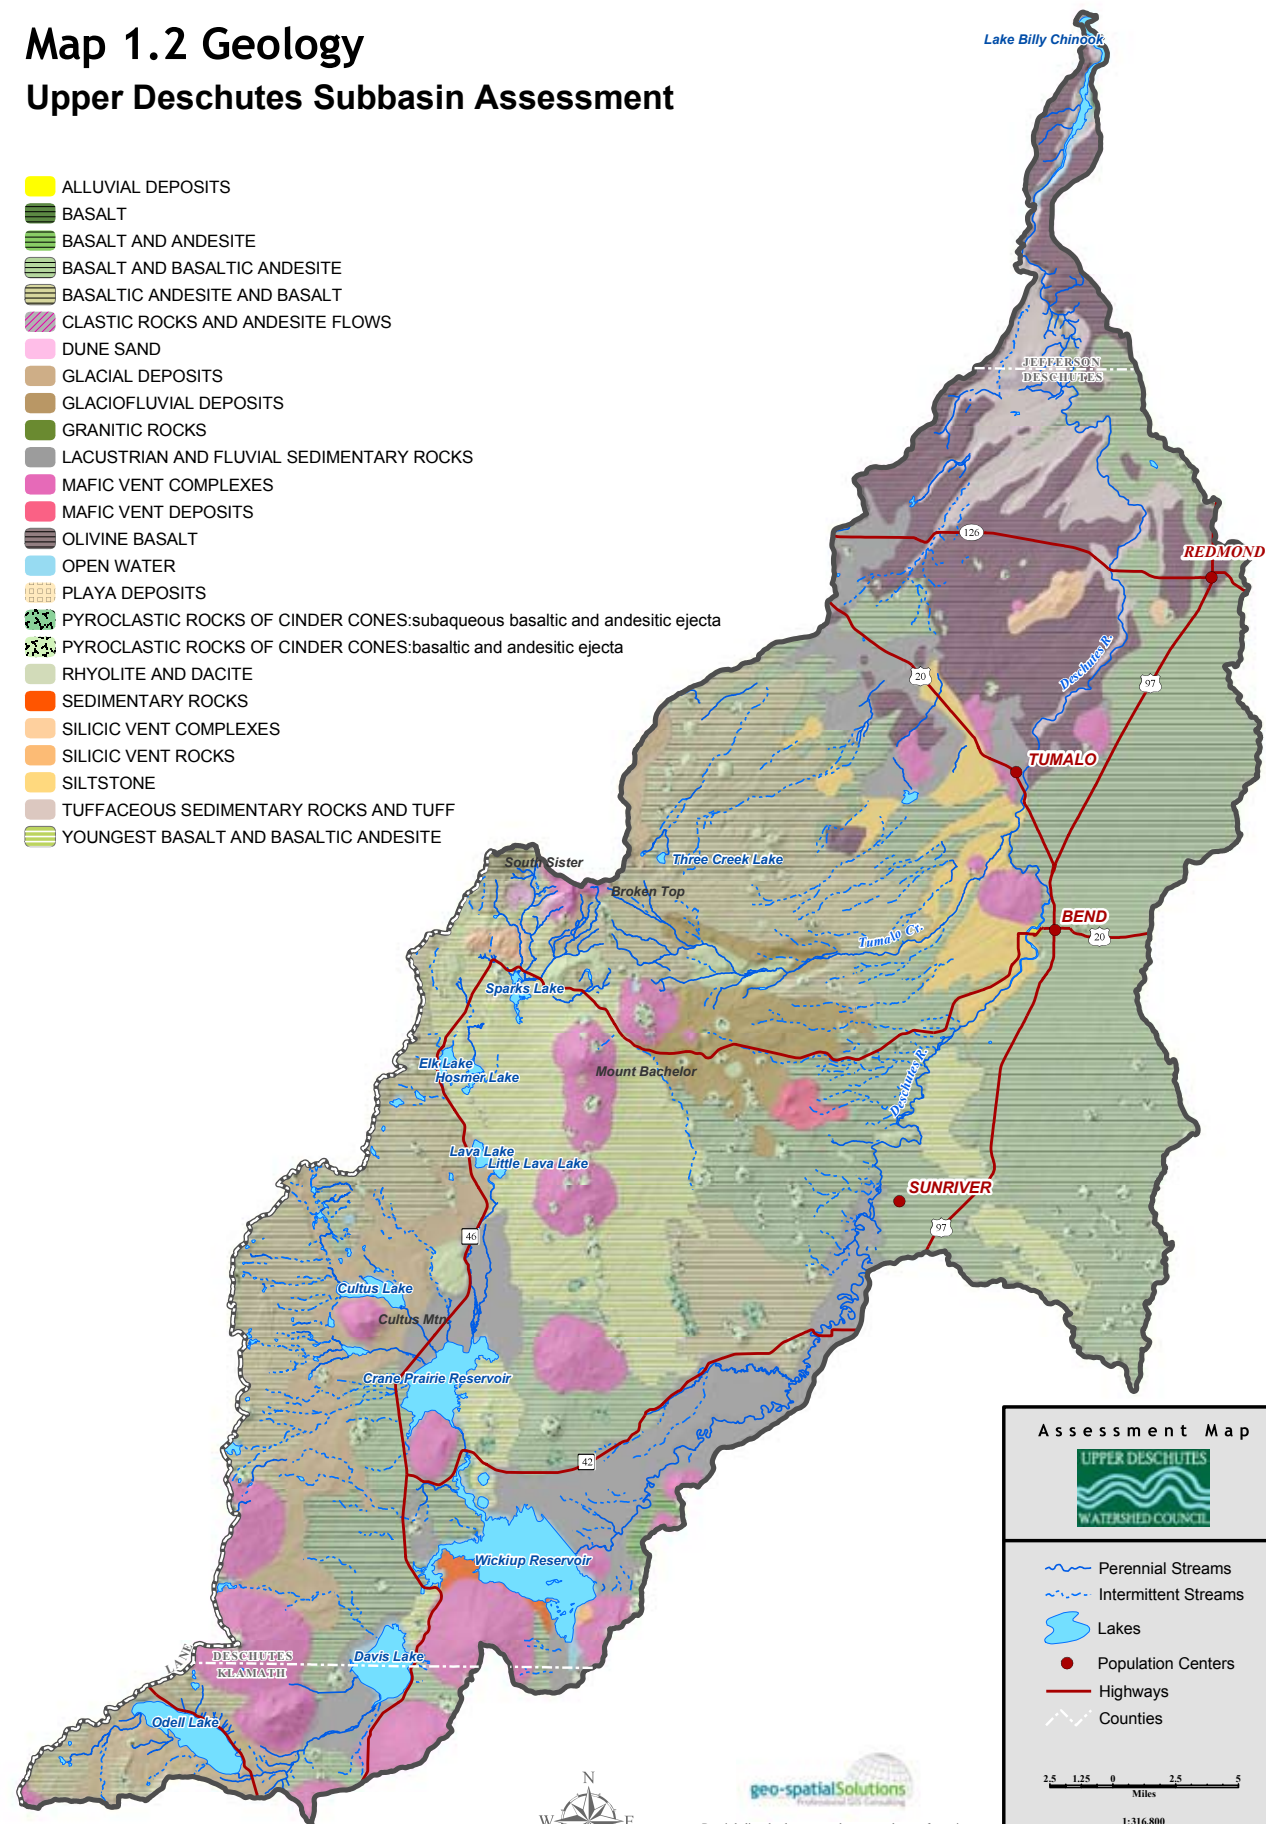 Map 1.2 Geology
Upper Deschutes Subbasin Assessment
ALLUVIAL DEPOSITS
BASALT
BASALT AND ANDESITE
BASALT AND BASALTIC ANDESITE
BASALTIC ANDESITE AND BASALT
CLASTIC ROCKS AND ANDESITE FLOWS
DUNE SAND
GLACIAL DEPOSITS
GLACIOFLUVIAL DEPOSITS
GRANITIC ROCKS
LACUSTRIAN AND FLUVIAL SEDIMENTARY ROCKS
MAFIC VENT COMPLEXES
MAFIC VENT DEPOSITS
OLIVINE BASALT
OPEN WATER
PLAYA DEPOSITS
PYROCLASTIC ROCKS OF CINDER CONES:subaqueous basaltic and andesitic ejecta
PYROCLASTIC ROCKS OF CINDER CONES:basaltic and andesitic ejecta
RHYOLITE AND DACITE
SEDIMENTARY ROCKS
SILICIC VENT COMPLEXES
SILICIC VENT ROCKS
SILTSTONE
TUFFACEOUS SEDIMENTARY ROCKS AND TUFF
YOUNGEST BASALT AND BASALTIC ANDESITE
Lake Billy Chinook
JEFFERSON
DESCHUTES
126
REDMOND
Deschutes R.
20
97
TUMALO
South Sister
Three Creek Lake
Broken Top
BEND
20
Tumalo Cr.
Sparks Lake
Elk Lake
Hosmer Lake
Mount Bachelor
Deschutes R.
Lava Lake
Little Lava Lake
SUNRIVER
97
46
Cultus Lake
Cultus Mtn.
Crane Prairie Reservoir
42
Wickiup Reservoir
LANE
DESCHUTES
KLAMATH
Davis Lake
Odell Lake
Assessment Map
UPPER DESCHUTES
WATERSHED COUNCIL
Perennial Streams
Intermittent Streams
Lakes
Population Centers
Highways
Counties
2.5 1.25 0 2.5 5
Miles
1:316,800
geo-spatialSolutions
Professional GIS Consulting
N
W E